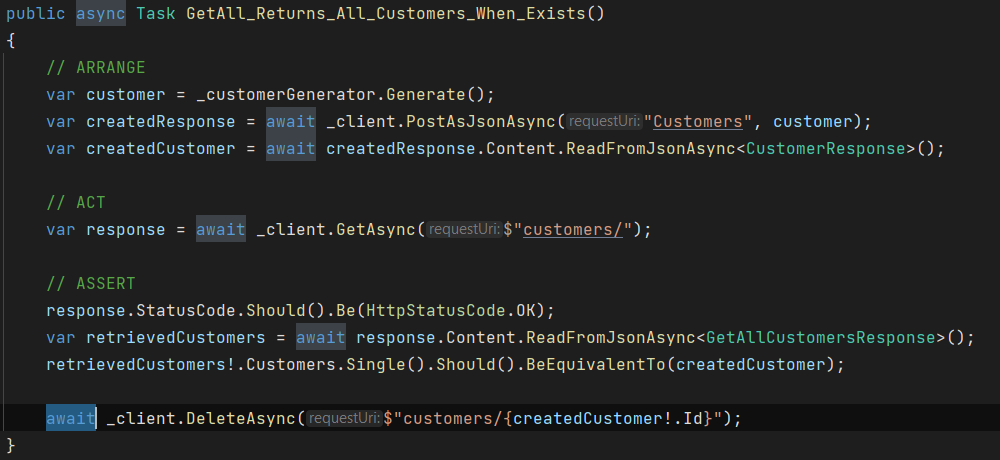 public async Task GetAll_Returns_All_Customers_When_Exists()
{
    // ARRANGE
    var customer = _customerGenerator.Generate();
    var createdResponse = await _client.PostAsJsonAsync(requestUri:"Customers", customer);
    var createdCustomer = await createdResponse.Content.ReadFromJsonAsync<CustomerResponse>();

    // ACT
    var response = await _client.GetAsync(requestUri:$"customers/");

    // ASSERT
    response.StatusCode.Should().Be(HttpStatusCode.OK);
    var retrievedCustomers = await response.Content.ReadFromJsonAsync<GetAllCustomersResponse>();
    retrievedCustomers!.Customers.Single().Should().BeEquivalentTo(createdCustomer);

    await _client.DeleteAsync(requestUri:$"customers/{createdCustomer!.Id}");
}